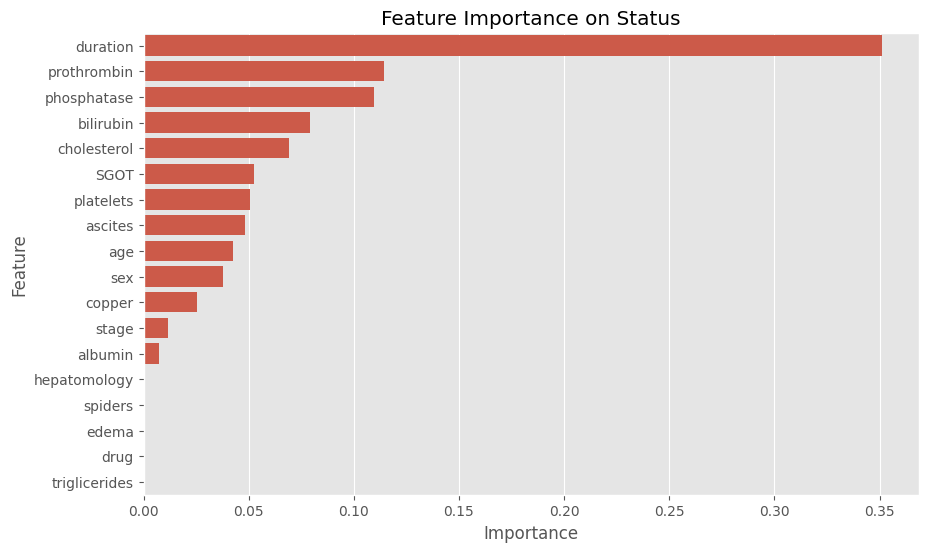 Feature Importance on Status
Feature
duration
prothrombin
phosphatase
bilirubin
cholesterol
SGOT
platelets
ascites
age
sex
copper
stage
albumin
hepatomology
spiders
edema
drug
triglicerides
0.00 0.05 0.10 0.15 0.20 0.25 0.30 0.35
Importance